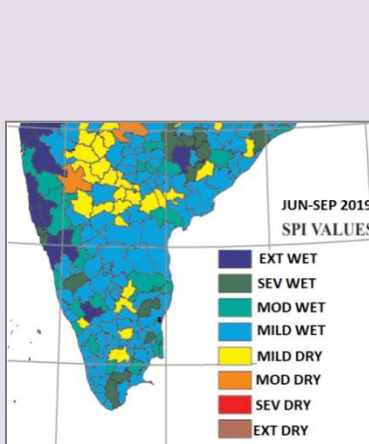 JUN-SEP 2019
SPI VALUES
EXT WET
SEV WET
MOD WET
MILD WET
MILD DRY
MOD DRY
SEV DRY
EXT DRY